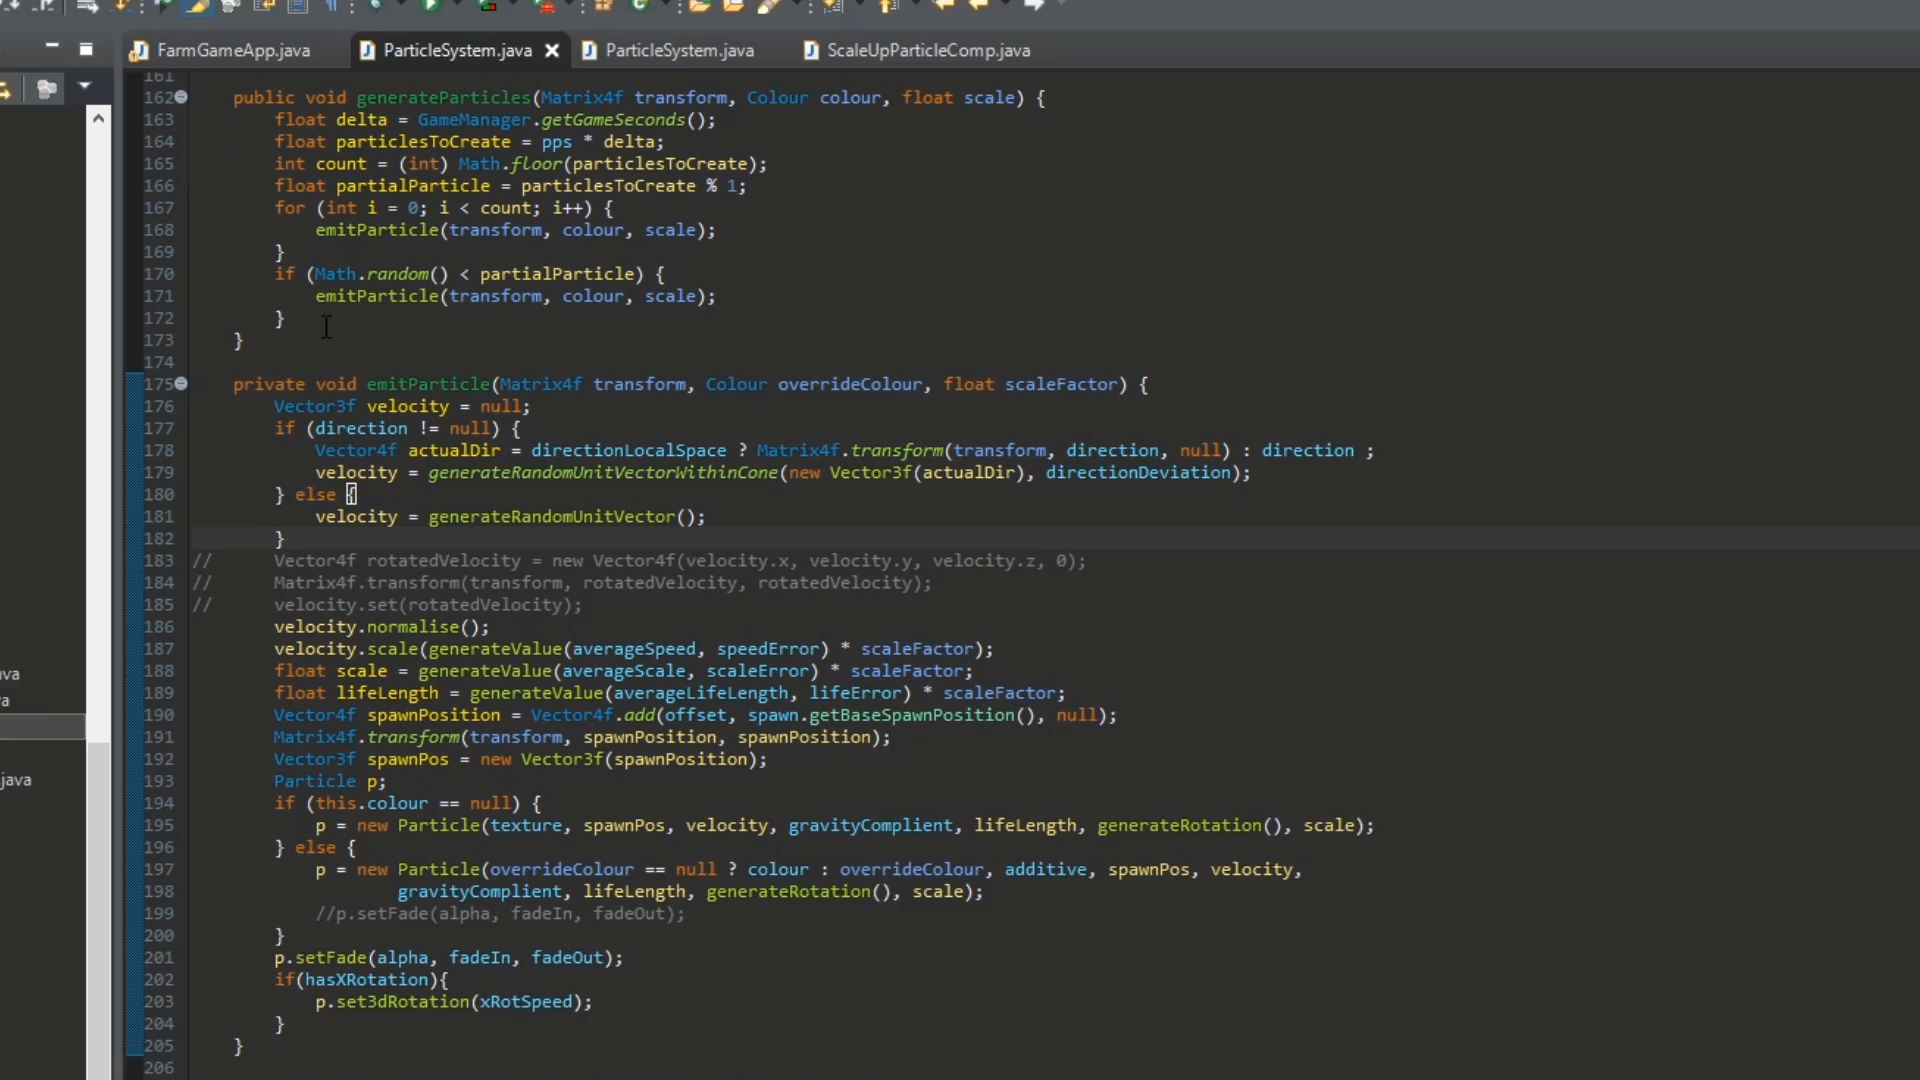 FarmGameApp.java
ParticleSystem.java
ParticleSystem.java
ScaleUpParticleComp.java
161
162 public void generateParticles(Matrix4f transform, Colour colour, float scale) {
163 float delta = GameManager.getGameSeconds();
164 float particlesToCreate = pps * delta;
165 int count = (int) Math.floor(particlesToCreate);
166 float partialParticle = particlesToCreate % 1;
167 for (int i = 0; i < count; i++) {
168 emitParticle(transform, colour, scale);
169 }
170 if (Math.random() < partialParticle) {
171 emitParticle(transform, colour, scale);
172 }
173 }
174
175 private void emitParticle(Matrix4f transform, Colour overrideColour, float scaleFactor) {
176 Vector3f velocity = null;
177 if (direction != null) {
178 Vector4f actualDir = directionLocalSpace ? Matrix4f.transform(transform, direction, null) : direction ;
179 velocity = generateRandomUnitVectorWithinCone(new Vector3f(actualDir), directionDeviation);
180 } else {
181 velocity = generateRandomUnitVector();
182 }
183 // Vector4f rotatedVelocity = new Vector4f(velocity.x, velocity.y, velocity.z, 0);
184 // Matrix4f.transform(transform, rotatedVelocity, rotatedVelocity);
185 // velocity.set(rotatedVelocity);
186 velocity.normalise();
187 velocity.scale(generateValue(averageSpeed, speedError) * scaleFactor);
188 float scale = generateValue(averageScale, scaleError) * scaleFactor;
189 float lifeLength = generateValue(averageLifeLength, lifeError) * scaleFactor;
190 Vector4f spawnPosition = Vector4f.add(offset, spawn.getBaseSpawnPosition(), null);
191 Matrix4f.transform(transform, spawnPosition, spawnPosition);
192 Vector3f spawnPos = new Vector3f(spawnPosition);
193 Particle p;
194 if (this.colour == null) {
195 p = new Particle(texture, spawnPos, velocity, gravityComplient, lifeLength, generateRotation(), scale);
196 } else {
197 p = new Particle(overrideColour == null ? colour : overrideColour, additive, spawnPos, velocity,
198 gravityComplient, lifeLength, generateRotation(), scale);
199 //p.setFade(alpha, fadeIn, fadeOut);
200 }
201 p.setFade(alpha, fadeIn, fadeOut);
202 if(hasXRotation){
203 p.set3dRotation(xRotSpeed);
204 }
205 }
206
va
a
java